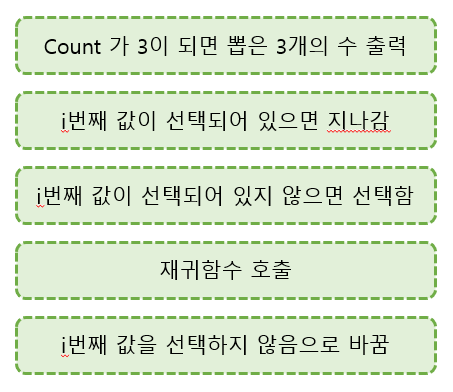 Count 가 3이 되면 뽑은 3개의 수 출력
i번째 값이 선택되어 있으면 지나감
i번째 값이 선택되어 있지 않으면 선택함
재귀함수 호출
i번째 값을 선택하지 않음으로 바꿈